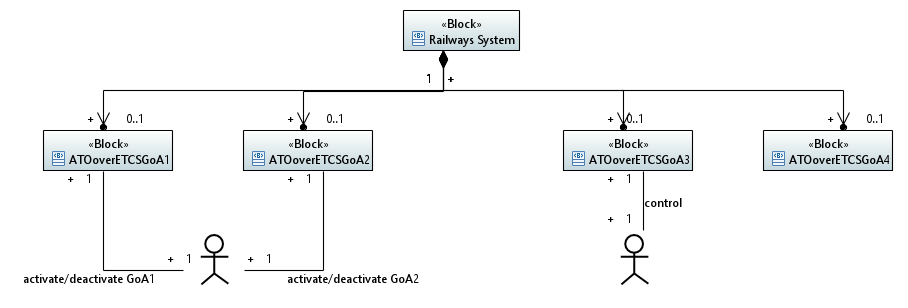 «Block»
Railways System
1 +
+ 0..1 + 0..1 + 0..1 + 0..1
«Block» «Block» «Block» «Block»
ATOoverETCSGoA1 ATOoverETCSGoA2 ATOoverETCSGoA3 ATOoverETCSGoA4
+ 1 + 1 + 1
control
+ 1
+ 1 + 1
activate/deactivate GoA1 activate/deactivate GoA2